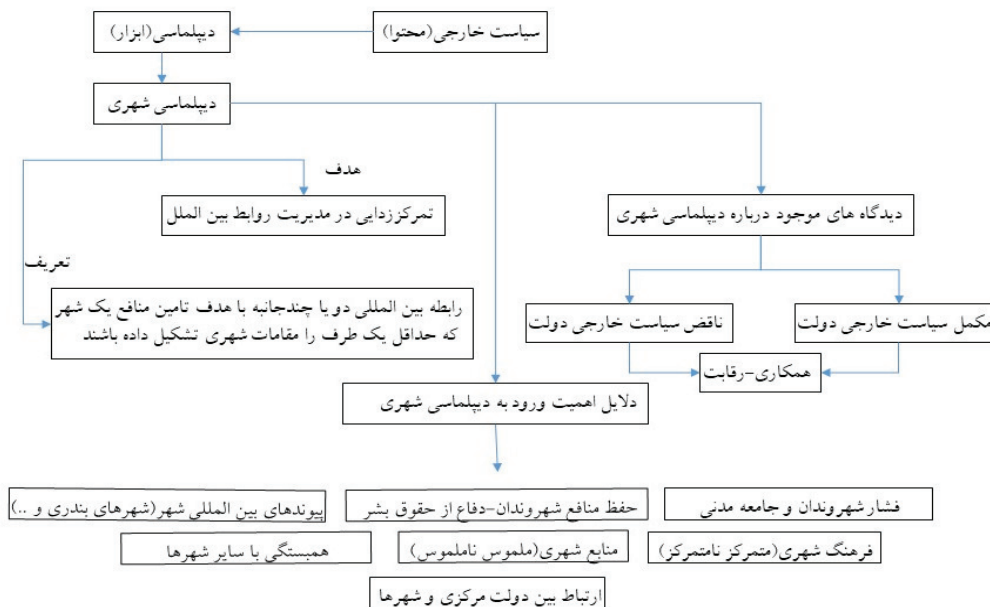 سیاست خارجی(محتوا)
دیپلماسی(ابزار)
دیپلماسی شهری
هدف
تمرکززدایی در مدیریت روابط بین الملل
دیدگاه های موجود درباره دیپلماسی شهری
تعریف
رابطه بین المللی دو یا چندجانبه با هدف تامین منافع یک شهر
که حداقل یک طرف را مقامات شهری تشکیل داده باشند
مکمل سیاست خارجی دولت
ناقض سیاست خارجی دولت
همکاری-رقابت
دلایل اهمیت ورود به دیپلماسی شهری
فشار شهروندان و جامعه مدنی
حفظ منافع شهروندان-دفاع از حقوق بشر
پیوندهای بین المللی شهر(شهرهای بندری و ..)
فرهنگ شهری(متمرکز نامتمرکز)
منابع شهری(ملموس ناملموس)
همبستگی با سایر شهرها
ارتباط بین دولت مرکزی و شهرها